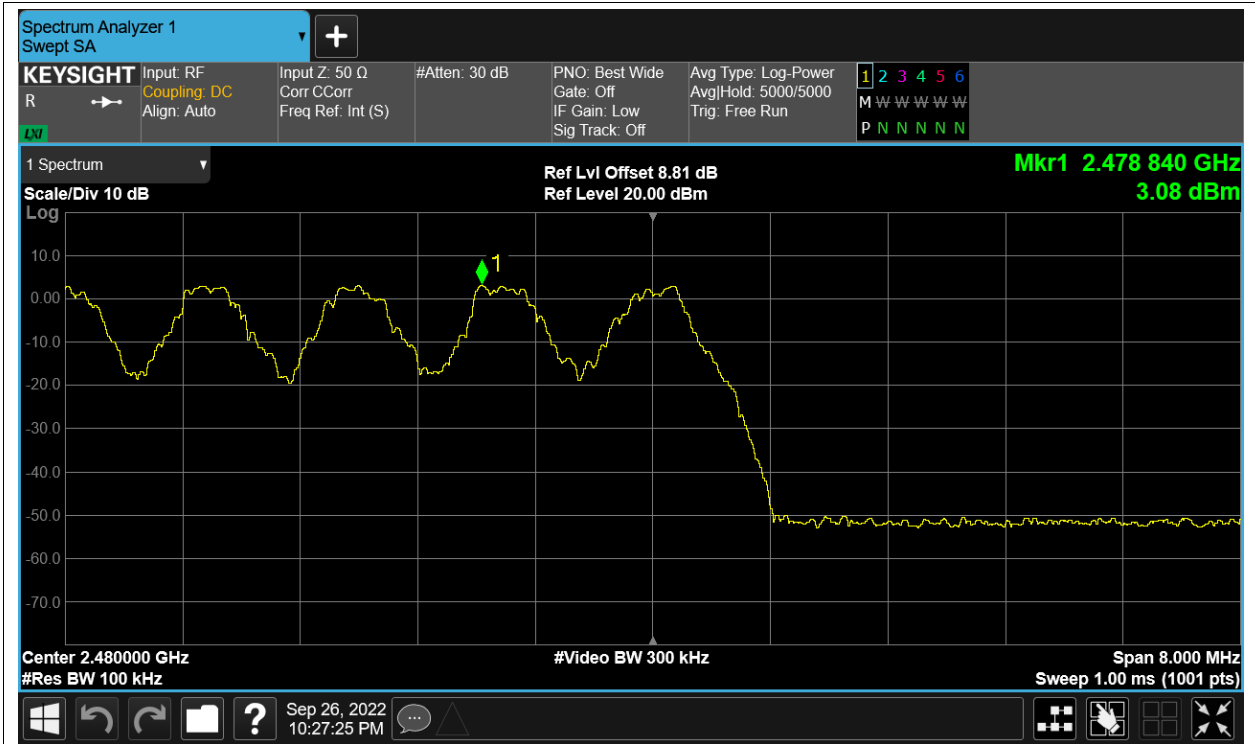 Spectrum Analyzer 1
Swept SA
KEYSIGHT
R
LXI
Input: RF
Coupling: DC
Align: Auto
Input Z: 50 Ω
Corr CCorr
Freq Ref: Int (S)
#Atten: 30 dB
PNO: Best Wide
Gate: Off
IF Gain: Low
Sig Track: Off
Avg Type: Log-Power
Avg|Hold: 5000/5000
Trig: Free Run
1 2 3 4 5 6
M W W W W W
P N N N N N
1 Spectrum
Scale/Div 10 dB
Log
Ref Lvl Offset 8.81 dB
Ref Level 20.00 dBm
Mkr1 2.478 840 GHz
3.08 dBm
1
10.0
0.00
-10.0
-20.0
-30.0
-40.0
-50.0
-60.0
-70.0
Center 2.480000 GHz
#Res BW 100 kHz
#Video BW 300 kHz
Span 8.000 MHz
Sweep 1.00 ms (1001 pts)
?
Sep 26, 2022
10:27:25 PM